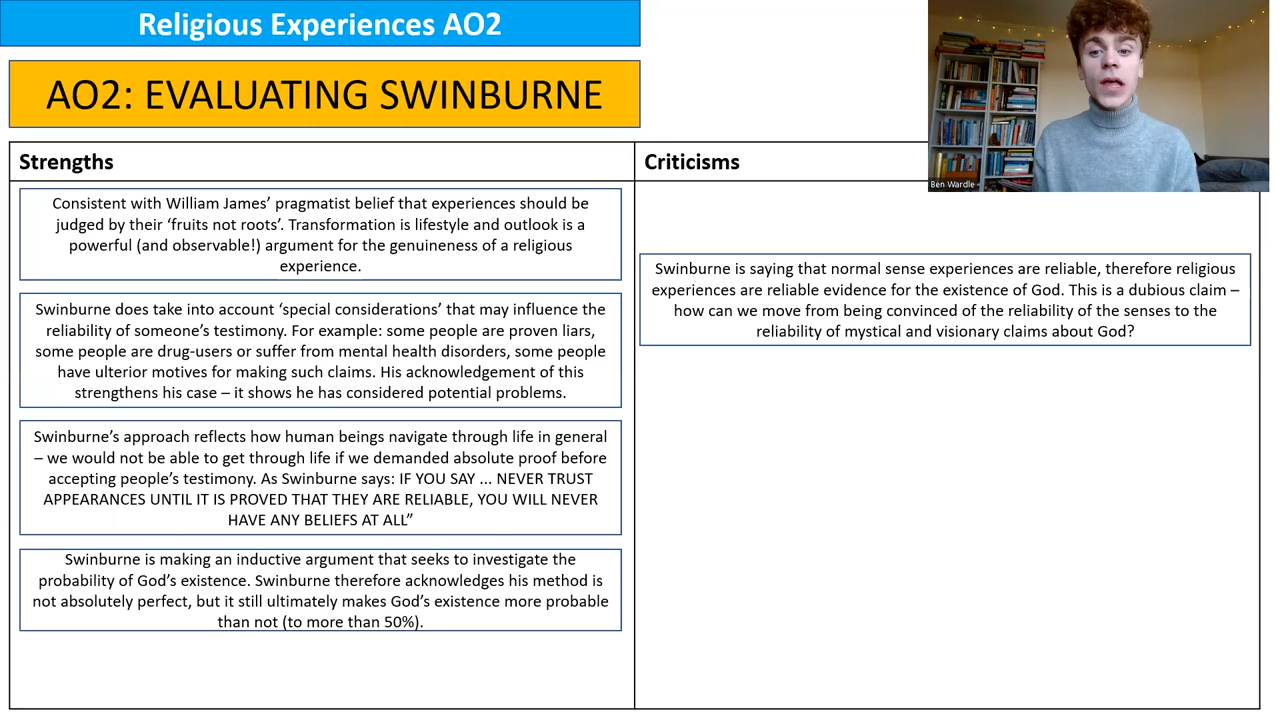 Religious Experiences AO2
AO2: EVALUATING SWINBURNE
Ben Wardle
Strengths
Criticisms
Consistent with William James’ pragmatist belief that experiences should be
judged by their ‘fruits not roots’. Transformation is lifestyle and outlook is a
powerful (and observable!) argument for the genuineness of a religious
experience.
Swinburne does take into account ‘special considerations’ that may influence the
reliability of someone’s testimony. For example: some people are proven liars,
some people are drug-users or suffer from mental health disorders, some people
have ulterior motives for making such claims. His acknowledgement of this
strengthens his case – it shows he has considered potential problems.
Swinburne’s approach reflects how human beings navigate through life in general
– we would not be able to get through life if we demanded absolute proof before
accepting people’s testimony. As Swinburne says: IF YOU SAY ... NEVER TRUST
APPEARANCES UNTIL IT IS PROVED THAT THEY ARE RELIABLE, YOU WILL NEVER
HAVE ANY BELIEFS AT ALL”
Swinburne is making an inductive argument that seeks to investigate the
probability of God’s existence. Swinburne therefore acknowledges his method is
not absolutely perfect, but it still ultimately makes God’s existence more probable
than not (to more than 50%).
Swinburne is saying that normal sense experiences are reliable, therefore religious
experiences are reliable evidence for the existence of God. This is a dubious claim –
how can we move from being convinced of the reliability of the senses to the
reliability of mystical and visionary claims about God?